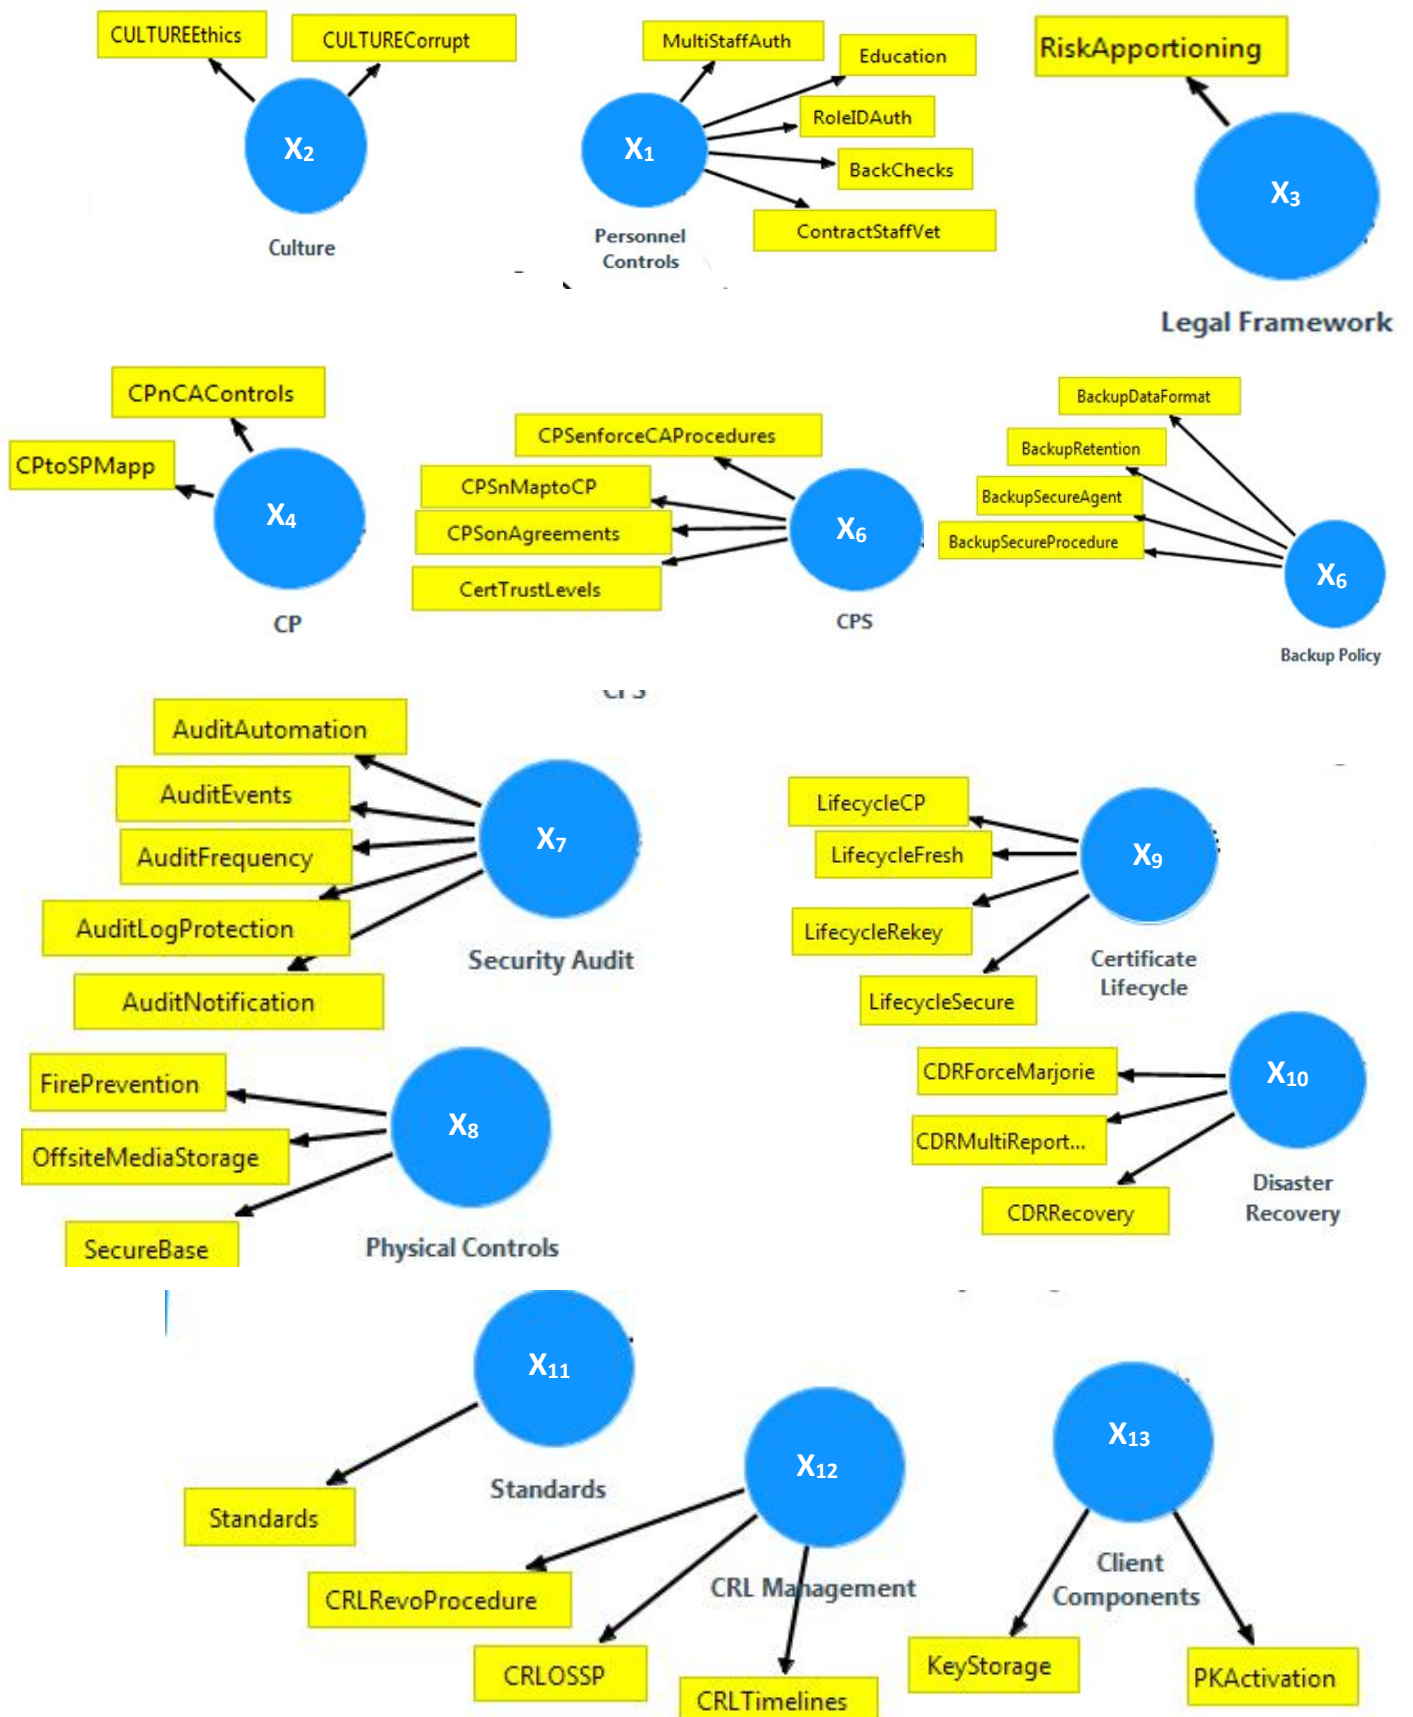 CULTUREEthics
CULTURECorrupt
X2
Culture
MultiStaffAuth
Education
RoleIDAuth
BackChecks
ContractStaffVet
X1
Personnel
Controls
RiskApportioning
X3
Legal Framework
CPnCAControls
CPtoSPMapp
X4
CP
CPSenforceCAProcedures
CPSnMaptoCP
CPSonAgreements
CertTrustLevels
X6
CPS
BackupDataFormat
BackupRetention
BackupSecureAgent
BackupSecureProcedure
X6
Backup Policy
AuditAutomation
AuditEvents
AuditFrequency
AuditLogProtection
AuditNotification
X7
Security Audit
LifecycleCP
LifecycleFresh
LifecycleRekey
LifecycleSecure
X9
Certificate
Lifecycle
FirePrevention
OffsiteMediaStorage
SecureBase
X8
Physical Controls
CDRForceMarjorie
CDRMultiReport...
CDRRecovery
X10
Disaster
Recovery
X11
Standards
Standards
X12
CRL Management
CRLRevoProcedure
CRLOSSP
CRLTimelines
X13
Client
Components
KeyStorage
PKActivation